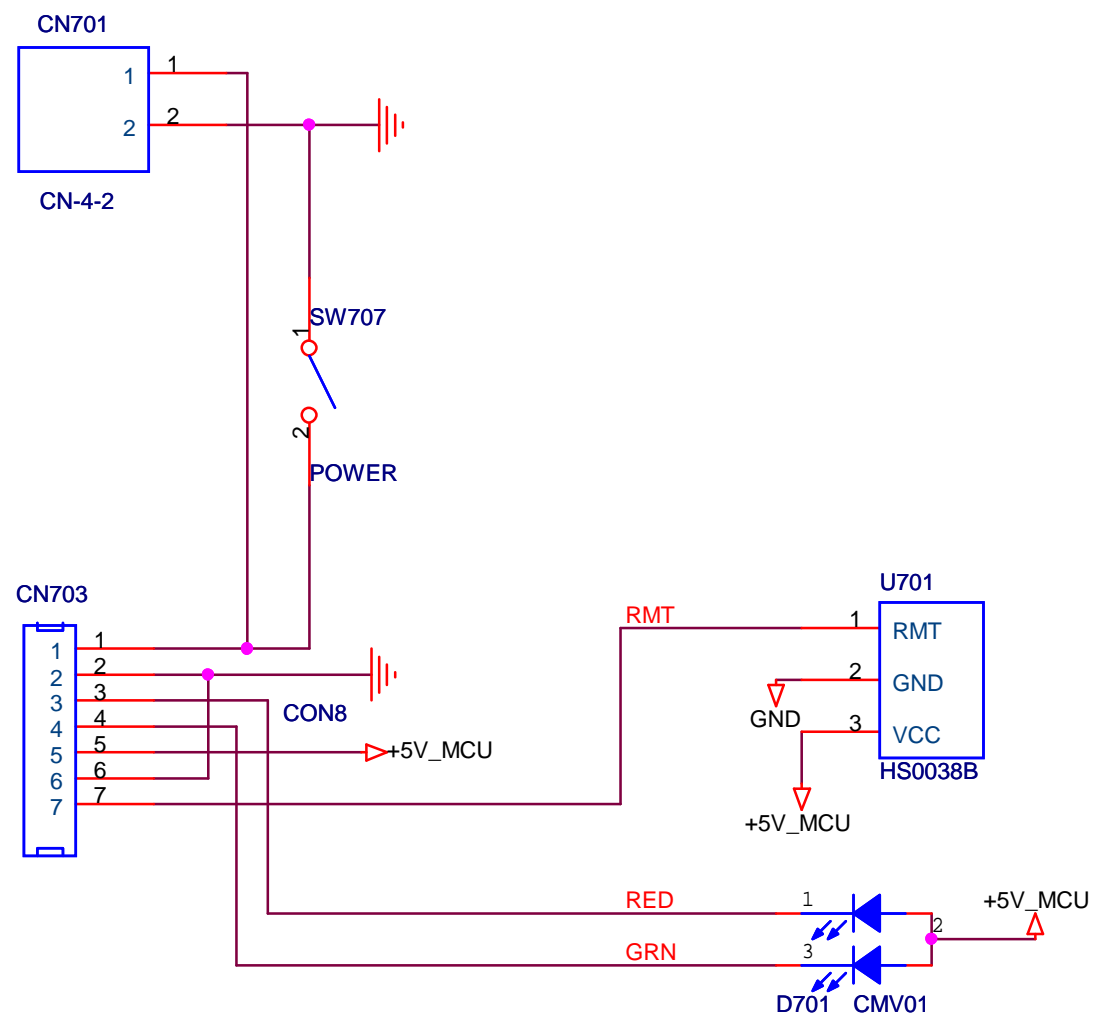 CN701
1 1
2 2
CN-4-2
SW707
1
2
POWER
CN703
1 1
2 2
3 3
4 4
5 5
6 6
7 7
CON8
+5V_MCU
U701
RMT 1 RMT
2 GND
GND
3 VCC
HS0038B
+5V_MCU
RED 1
+5V_MCU
2
GRN 3
D701 CMV01